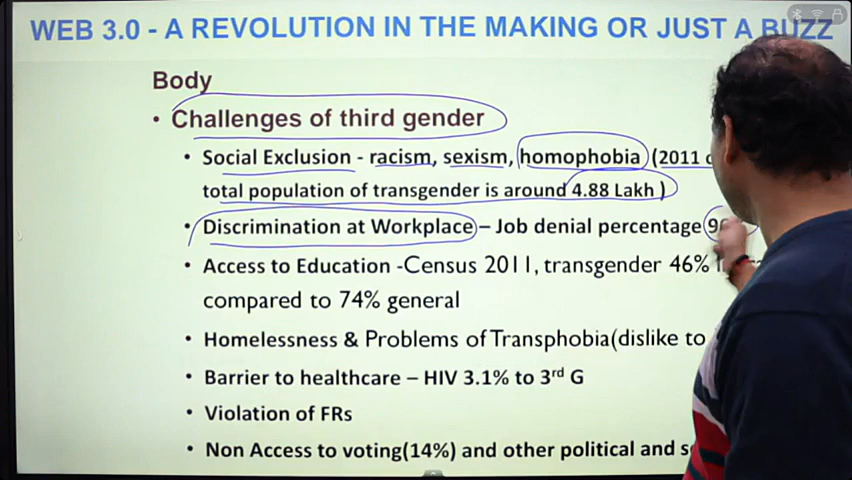 WEB 3.0 - A REVOLUTION IN THE MAKING OR JUST A BUZZ
Body
• Challenges of third gender
• Social Exclusion - racism, sexism, homophobia (2011
total population of transgender is around 4.88 Lakh )
• Discrimination at Workplace – Job denial percentage
• Access to Education -Census 2011, transgender 46%
compared to 74% general
• Homelessness & Problems of Transphobia(dislike to
• Barrier to healthcare – HIV 3.1% to 3rd G
• Violation of FRs
• Non Access to voting(14%) and other political and